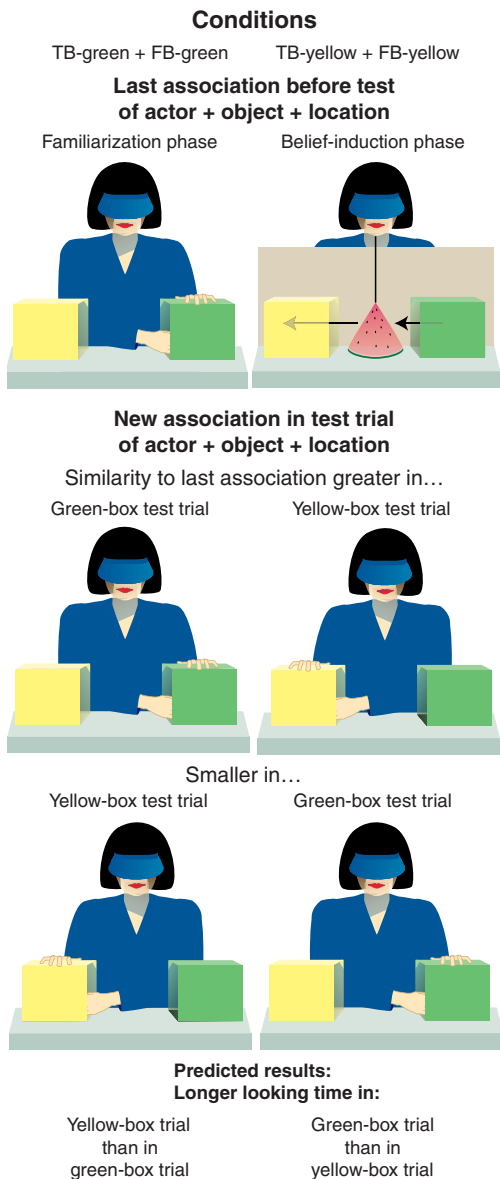 Conditions
TB-green + FB-green TB-yellow + FB-yellow
Last association before test
of actor + object + location
Familiarization phase Belief-induction phase
New association in test trial
of actor + object + location
Similarity to last association greater in…
Green-box test trial Yellow-box test trial
Smaller in…
Yellow-box test trial Green-box test trial
Predicted results:
Longer looking time in:
Yellow-box trial
than in
green-box trial
Green-box trial
than in
yellow-box trial